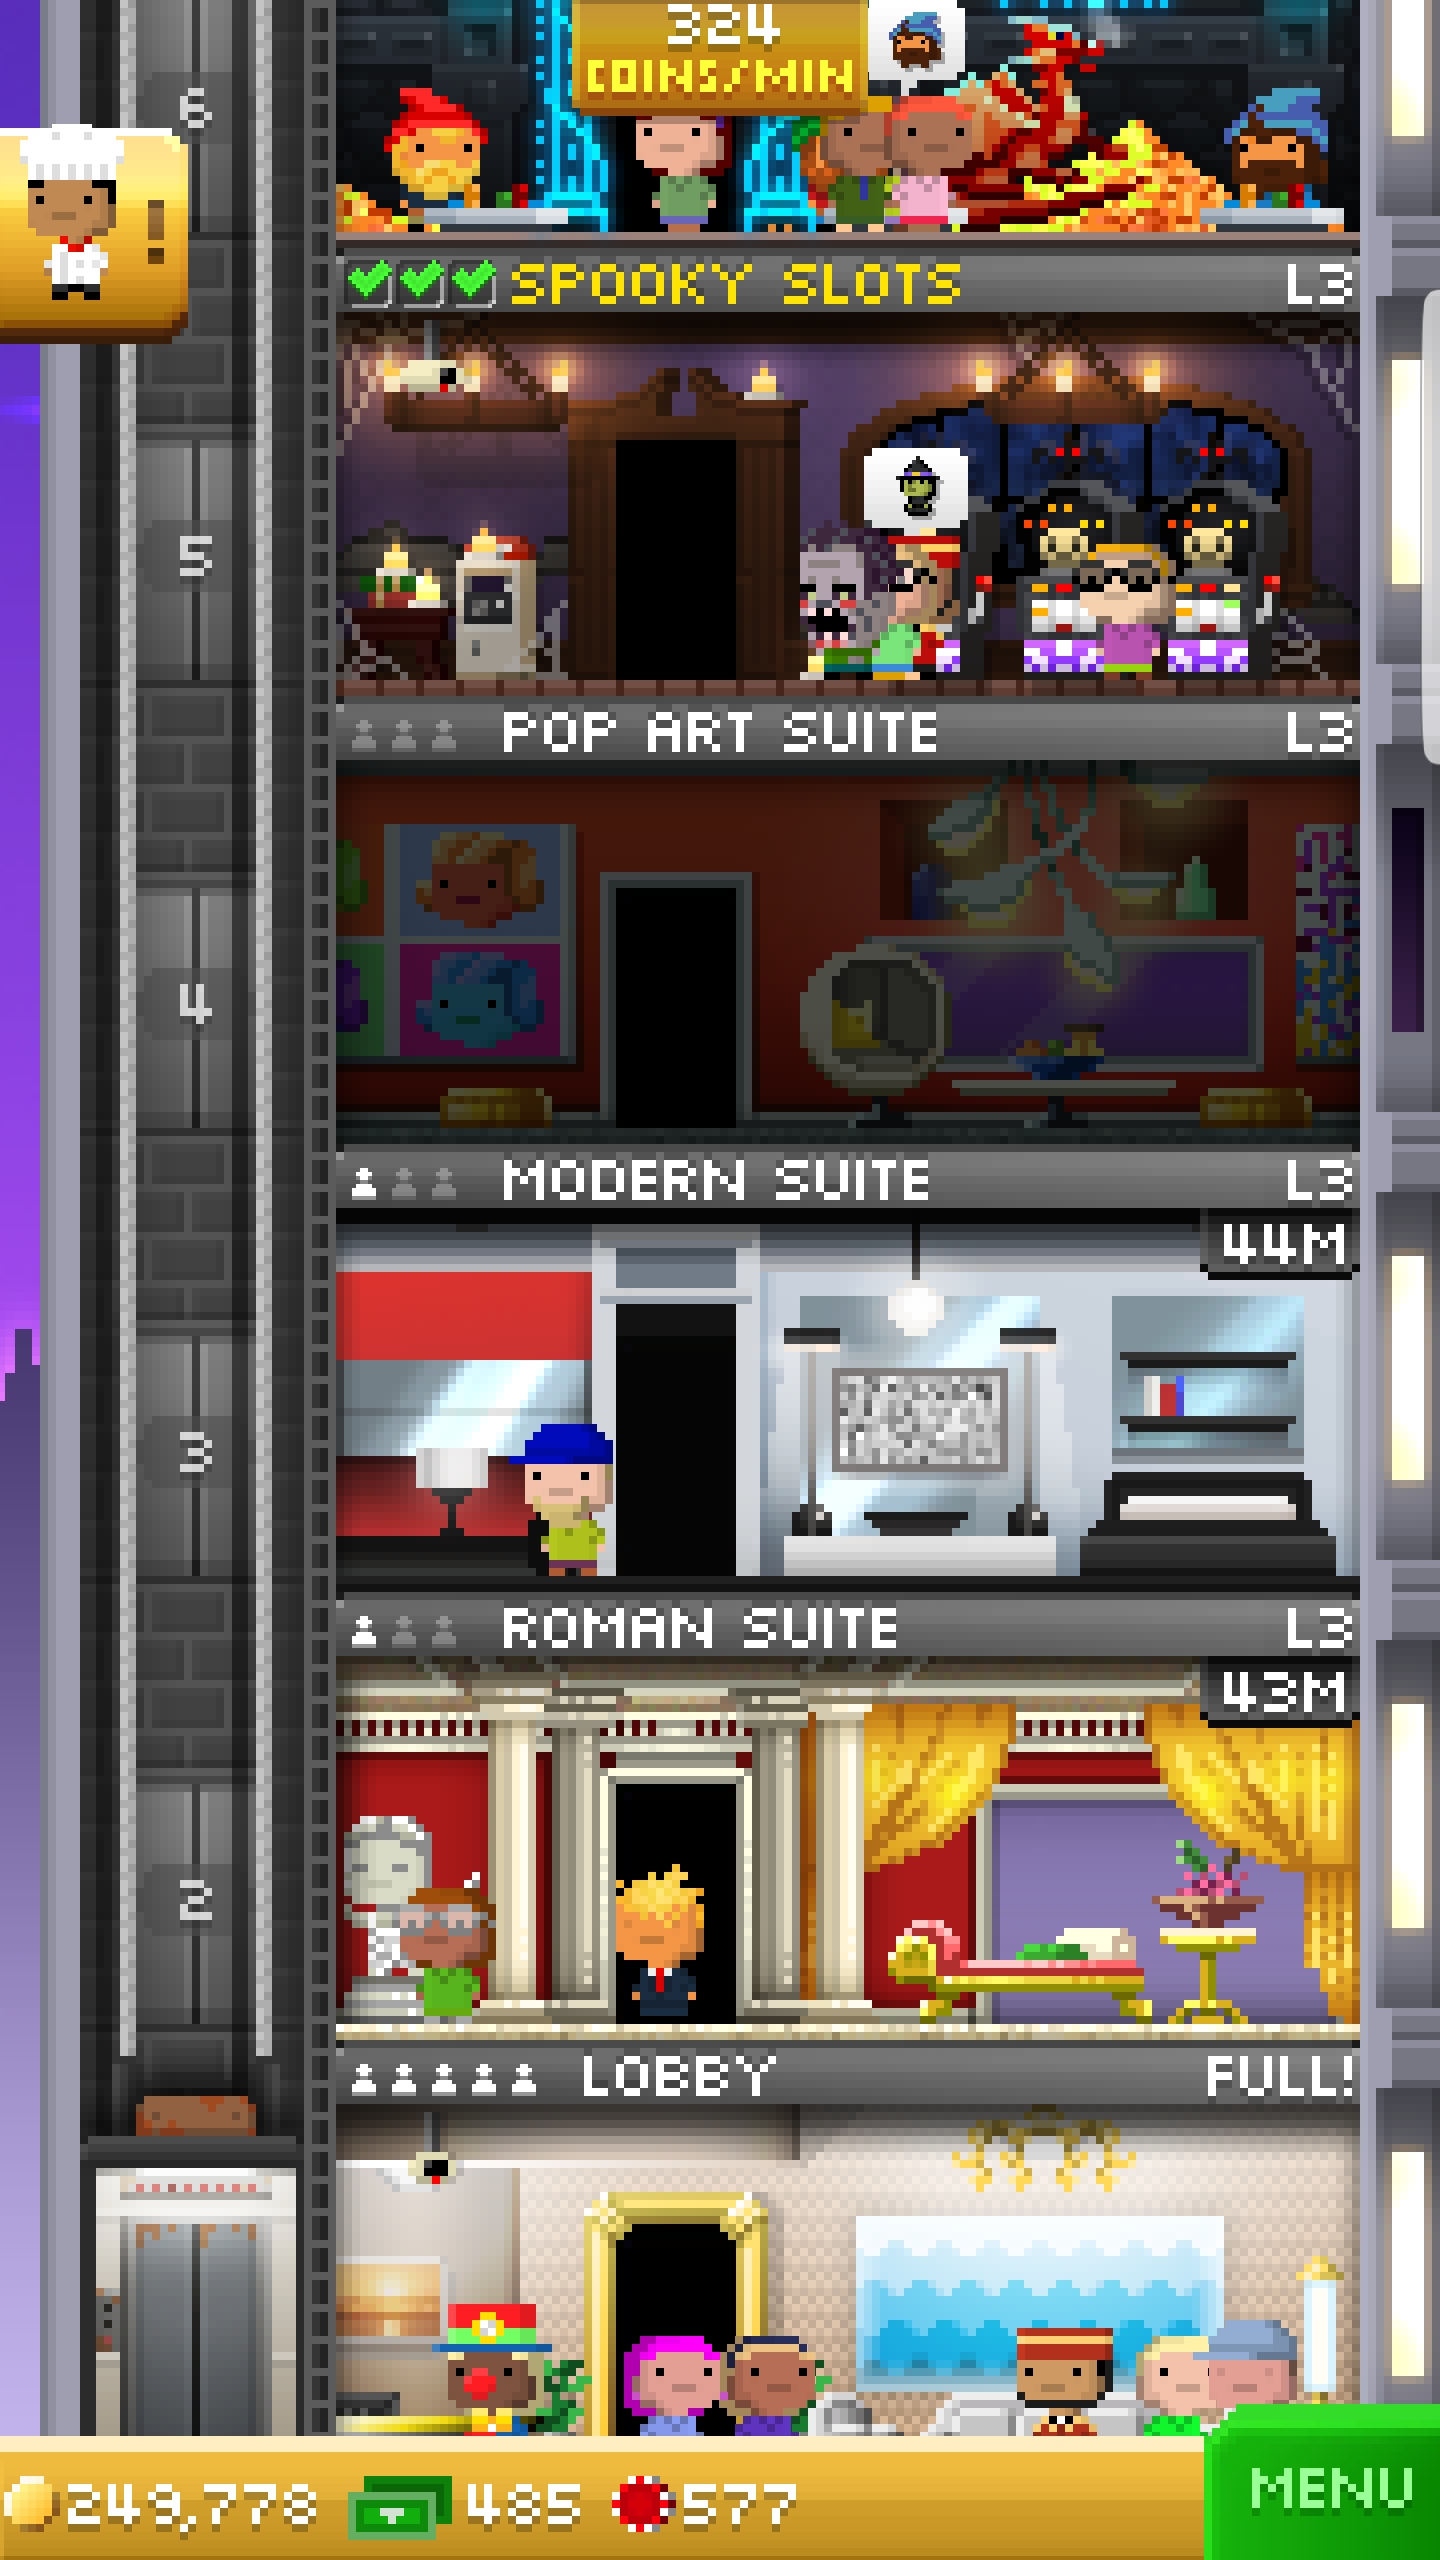 324
COINS/MIN
6
!
SPOOKY SLOTS L3
5
POP ART SUITE L3
4
MODERN SUITE L3
44M
3
ROMAN SUITE L3
43M
2
LOBBY FULL!
249,778 485 577
MENU